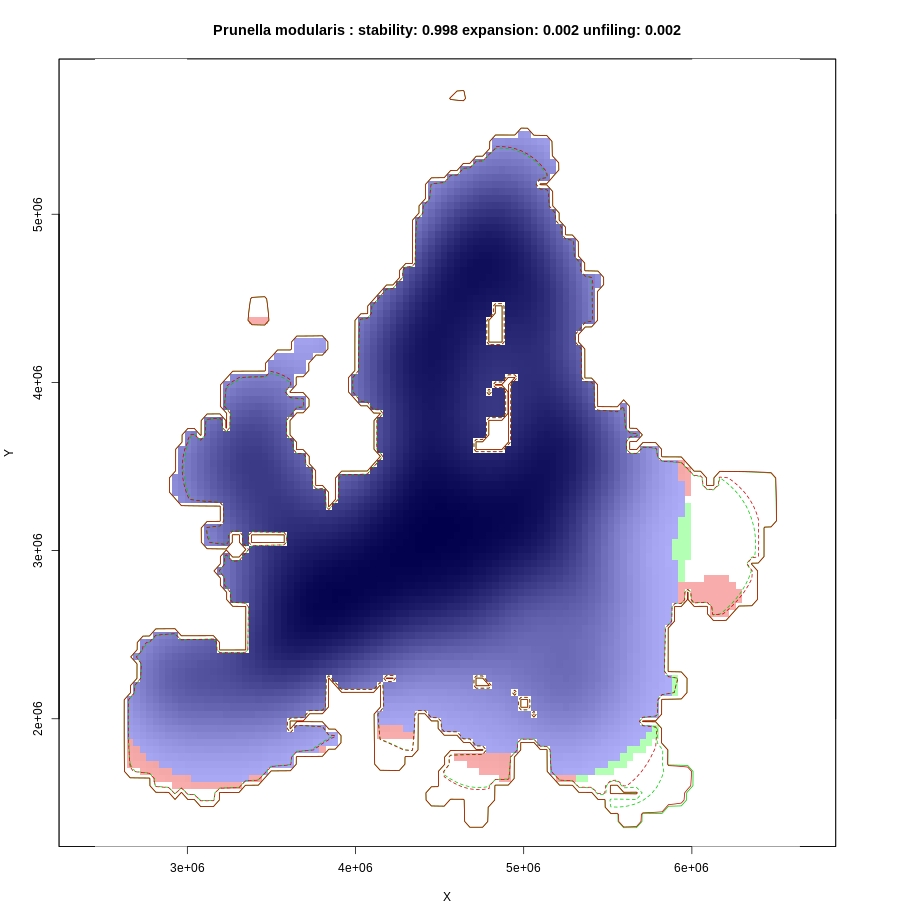 Prunella modularis : stability: 0.998 expansion: 0.002 unfiling: 0.002
5e+06
4e+06
Y
3e+06
2e+06
3e+06 4e+06 5e+06 6e+06
X